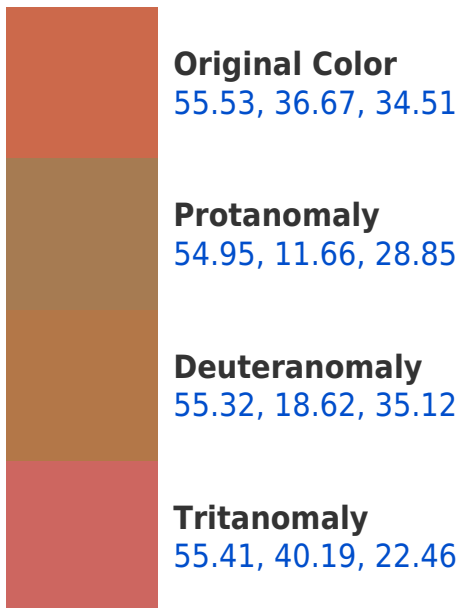 Original Color
55.53, 36.67, 34.51
Protanomaly
54.95, 11.66, 28.85
Deuteranomaly
55.32, 18.62, 35.12
Tritanomaly
55.41, 40.19, 22.46